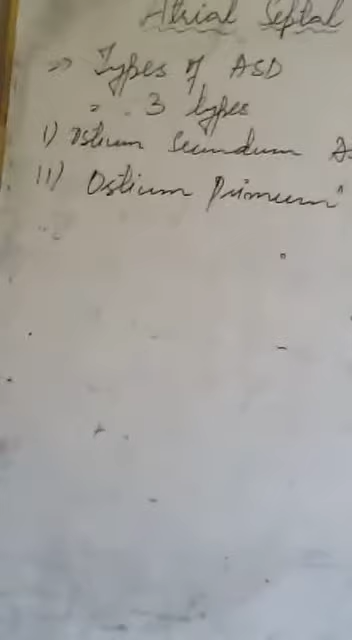 Atrial Septal
=> Types of ASD
3 types
i) Ostium Secundum A
ii) Ostium Primum